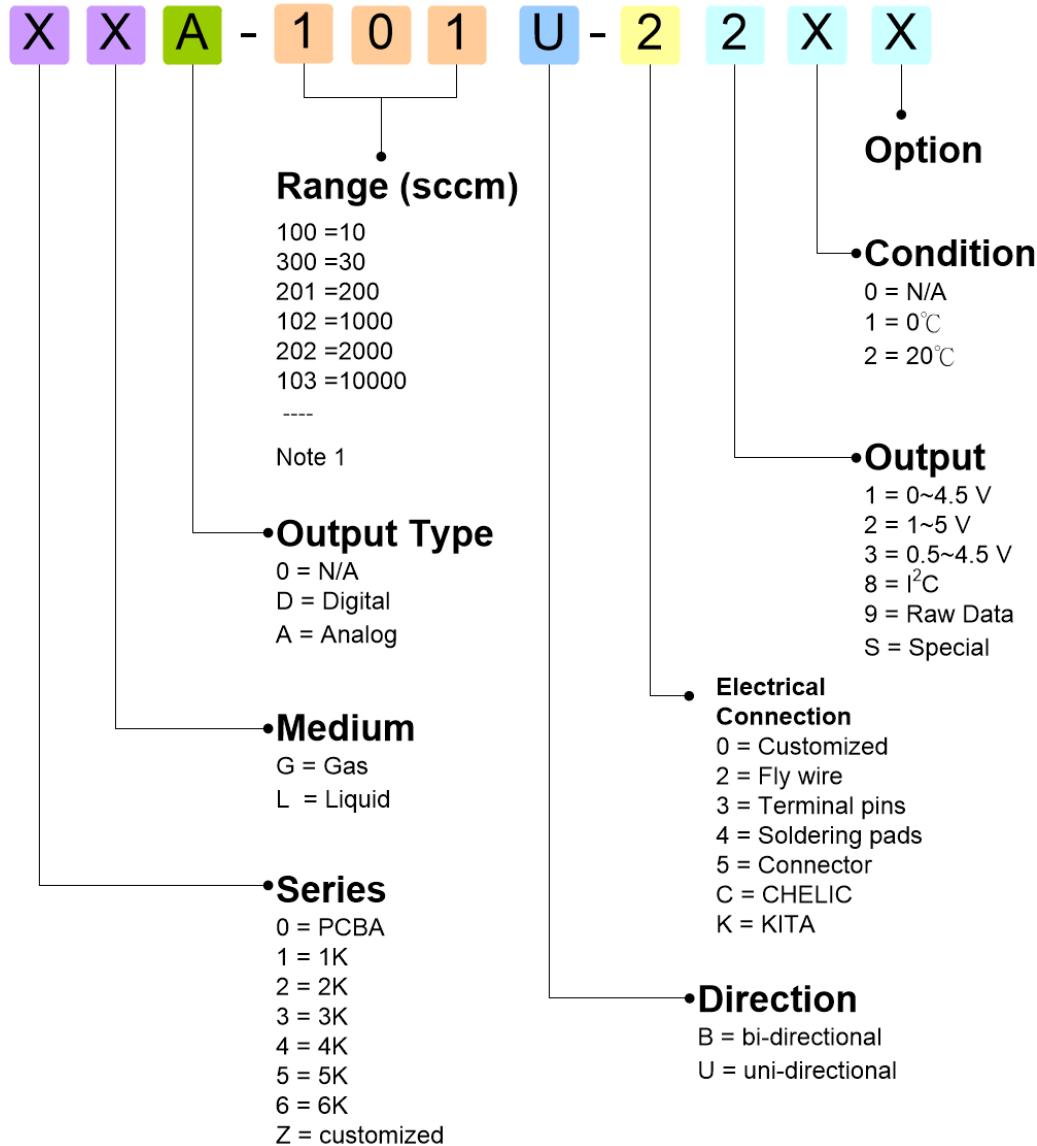 X X A - 1 0 1 U - 2 2 X X
Option
Range (sccm)
100 =10
300 =30
201 =200
102 =1000
202 =2000
103 =10000
----
Note 1
Condition
0 = N/A
1 = 0℃
2 = 20℃
Output
1 = 0~4.5 V
2 = 1~5 V
3 = 0.5~4.5 V
8 = I²C
9 = Raw Data
S = Special
Output Type
0 = N/A
D = Digital
A = Analog
Electrical
Connection
0 = Customized
2 = Fly wire
3 = Terminal pins
4 = Soldering pads
5 = Connector
C = CHELIC
K = KITA
Medium
G = Gas
L = Liquid
Series
0 = PCBA
1 = 1K
2 = 2K
3 = 3K
4 = 4K
5 = 5K
6 = 6K
Z = customized
Direction
B = bi-directional
U = uni-directional